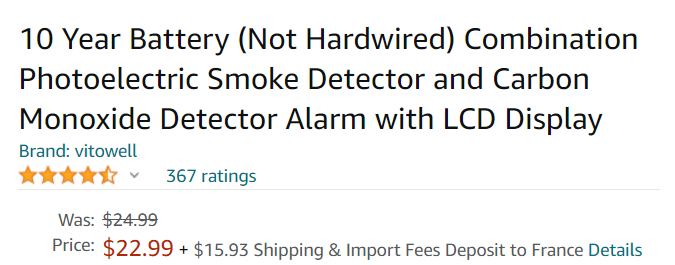 10 Year Battery (Not Hardwired) Combination
Photoelectric Smoke Detector and Carbon
Monoxide Detector Alarm with LCD Display
Brand: vitowell
367 ratings
Was: $24.99
Price: $22.99 + $15.93 Shipping & Import Fees Deposit to France Details